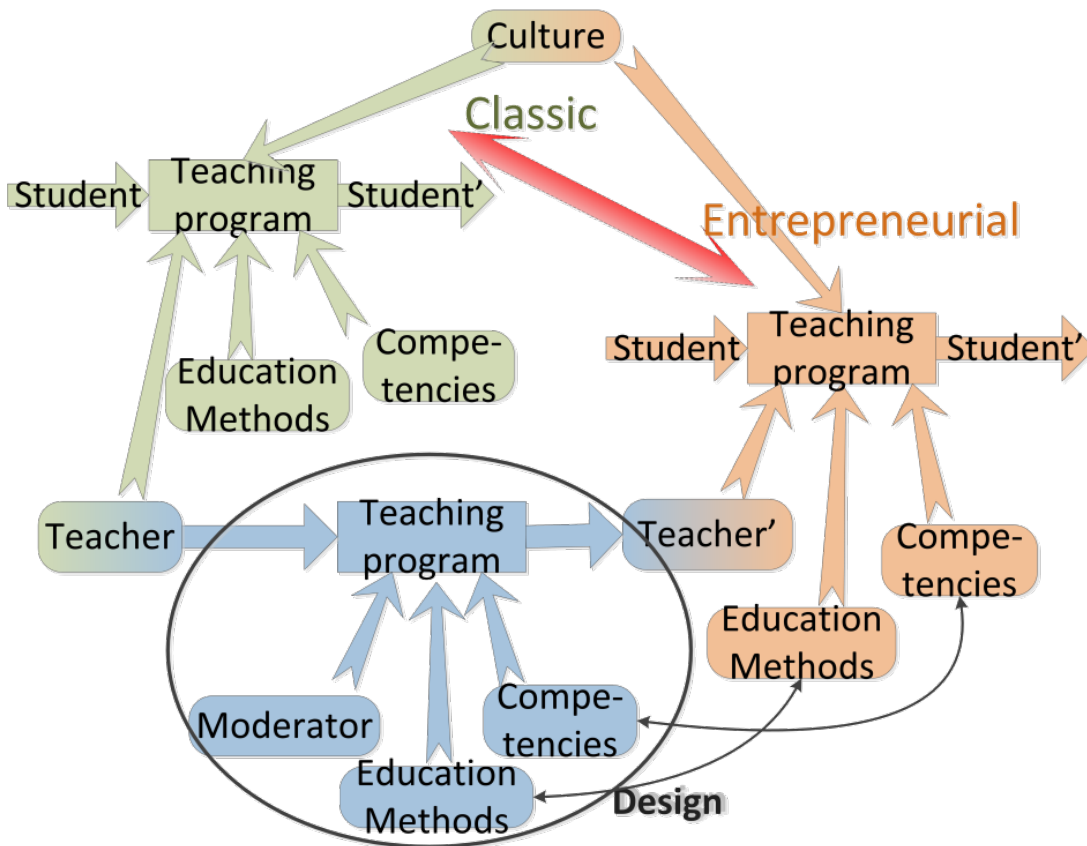 Culture
Classic
Student
Teaching
program
Student’
Entrepreneurial
Education
Methods
Compe-
tencies
Student
Teaching
program
Student’
Teacher
Teaching
program
Teacher’
Compe-
tencies
Education
Methods
Moderator
Compe-
tencies
Education
Methods
Design